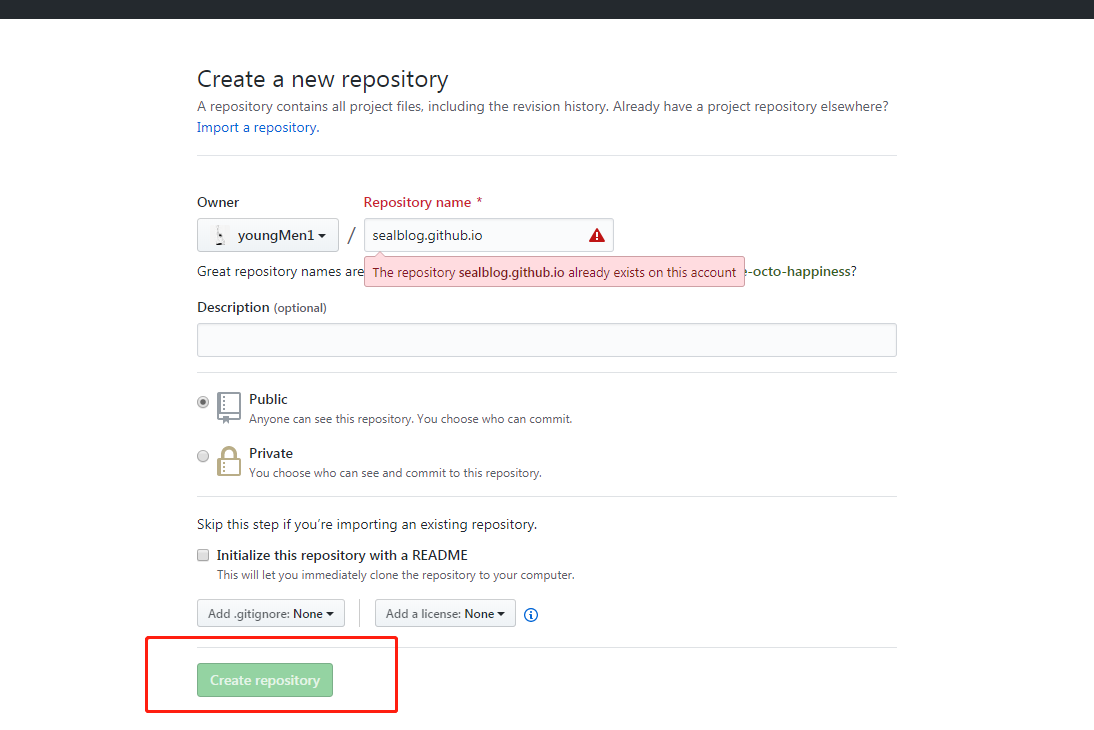 Create a new repository
A repository contains all project files, including the revision history. Already have a project repository elsewhere?
Import a repository.
Owner
Repository name *
youngMen1 / sealblog.github.io
Great repository names are
The repository sealblog.github.io already exists on this account
-octo-happiness?
Description (optional)
Public
Anyone can see this repository. You choose who can commit.
Private
You choose who can see and commit to this repository.
Skip this step if you’re importing an existing repository.
Initialize this repository with a README
This will let you immediately clone the repository to your computer.
Add .gitignore: None
Add a license: None
Create repository